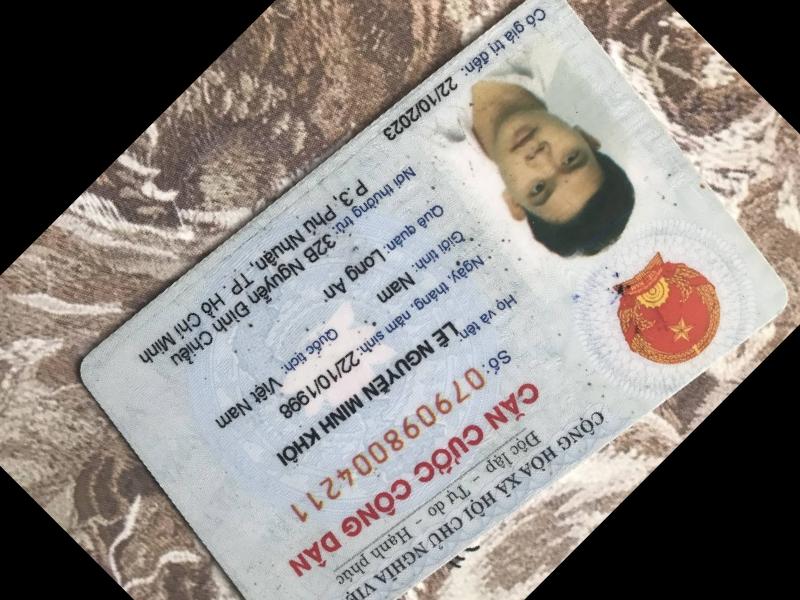 CỘNG HÒA XÃ HỘI CHỦ NGHĨA VIỆ
Độc lập - Tự do - Hạnh phúc
CĂN CƯỚC CÔNG DÂN
Số: 079098004211
Họ và tên:
LÊ NGUYÊN MINH KHÔI
Ngày, tháng, năm sinh: 22/10/1998
Giới tính: Nam Quốc tịch: Việt Nam
Quê quán: Long An
Nơi thường trú: 32B Nguyễn Đình Chiểu
P.3, Phú Nhuận, TP. Hồ Chí Minh
Có giá trị đến: 22/10/2023